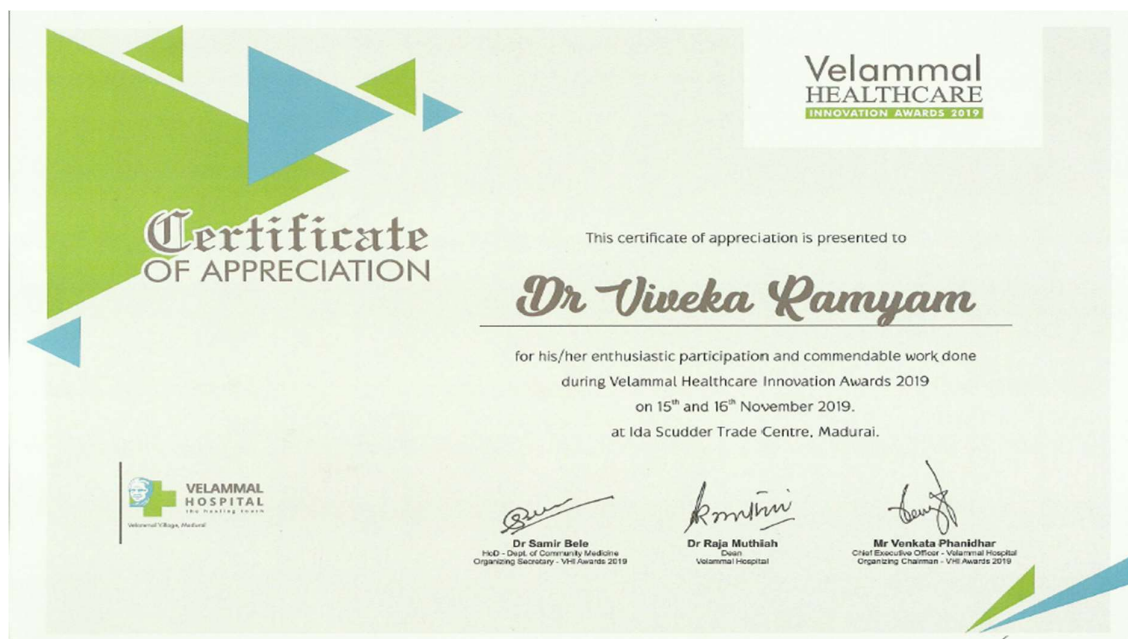 Velammal
HEALTHCARE
INNOVATION AWARDS 2019
Certificate
OF APPRECIATION
This certificate of appreciation is presented to
Dr Viveka Ramyam
for his/her enthusiastic participation and commendable work done
during Velammal Healthcare Innovation Awards 2019
on 15th and 16th November 2019.
at Ida Scudder Trade Centre, Madurai.
VELAMMAL
HOSPITAL
the healing touch
Velammal Village, Madurai
Dr Samir Bele
HoD - Dept. of Community Medicine
Organizing Secretary - VHI Awards 2019
Dr Raja Muthiah
Dean
Velammal Hospital
Mr Venkata Phanidhar
Chief Executive Officer - Velammal Hospital
Organizing Chairman - VHI Awards 2019